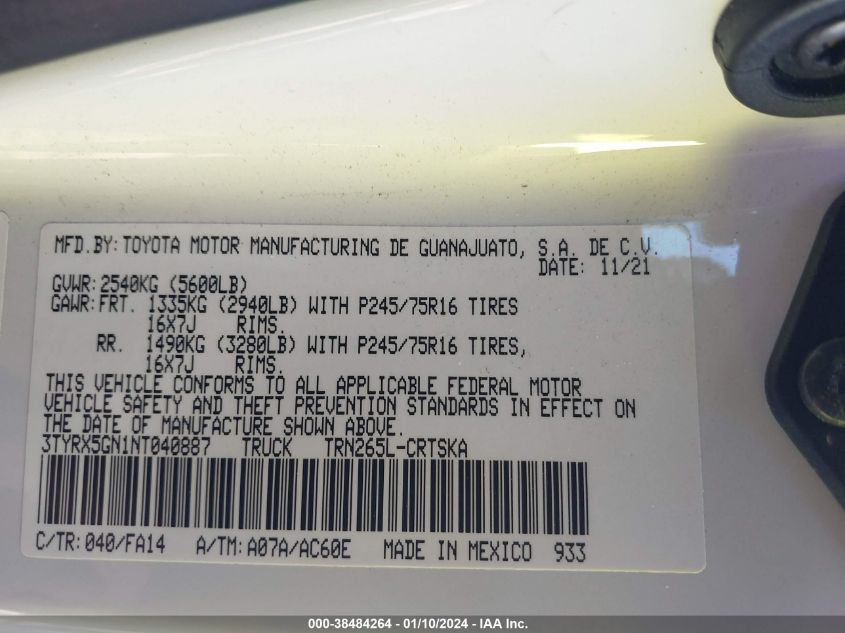 MFD.BY: TOYOTA MOTOR MANUFACTURING DE GUANAJUATO, S.A. DE C.V.
DATE: 11/21
GVWR: 2540KG (5600LB)
GAWR: FRT. 1335KG (2940LB) WITH P245/75R16 TIRES
16X7J RIMS.
RR. 1490KG (3280LB) WITH P245/75R16 TIRES,
16X7J RIMS.
THIS VEHICLE CONFORMS TO ALL APPLICABLE FEDERAL MOTOR
VEHICLE SAFETY AND THEFT PREVENTION STANDARDS IN EFFECT ON
THE DATE OF MANUFACTURE SHOWN ABOVE.
3TYRX5GN1NT040887 TRUCK TRN265L-CRTSKA
C/TR: 040/FA14 A/TM: A07A/AC60E MADE IN MEXICO 933
000-38484264 - 01/10/2024 - IAA Inc.